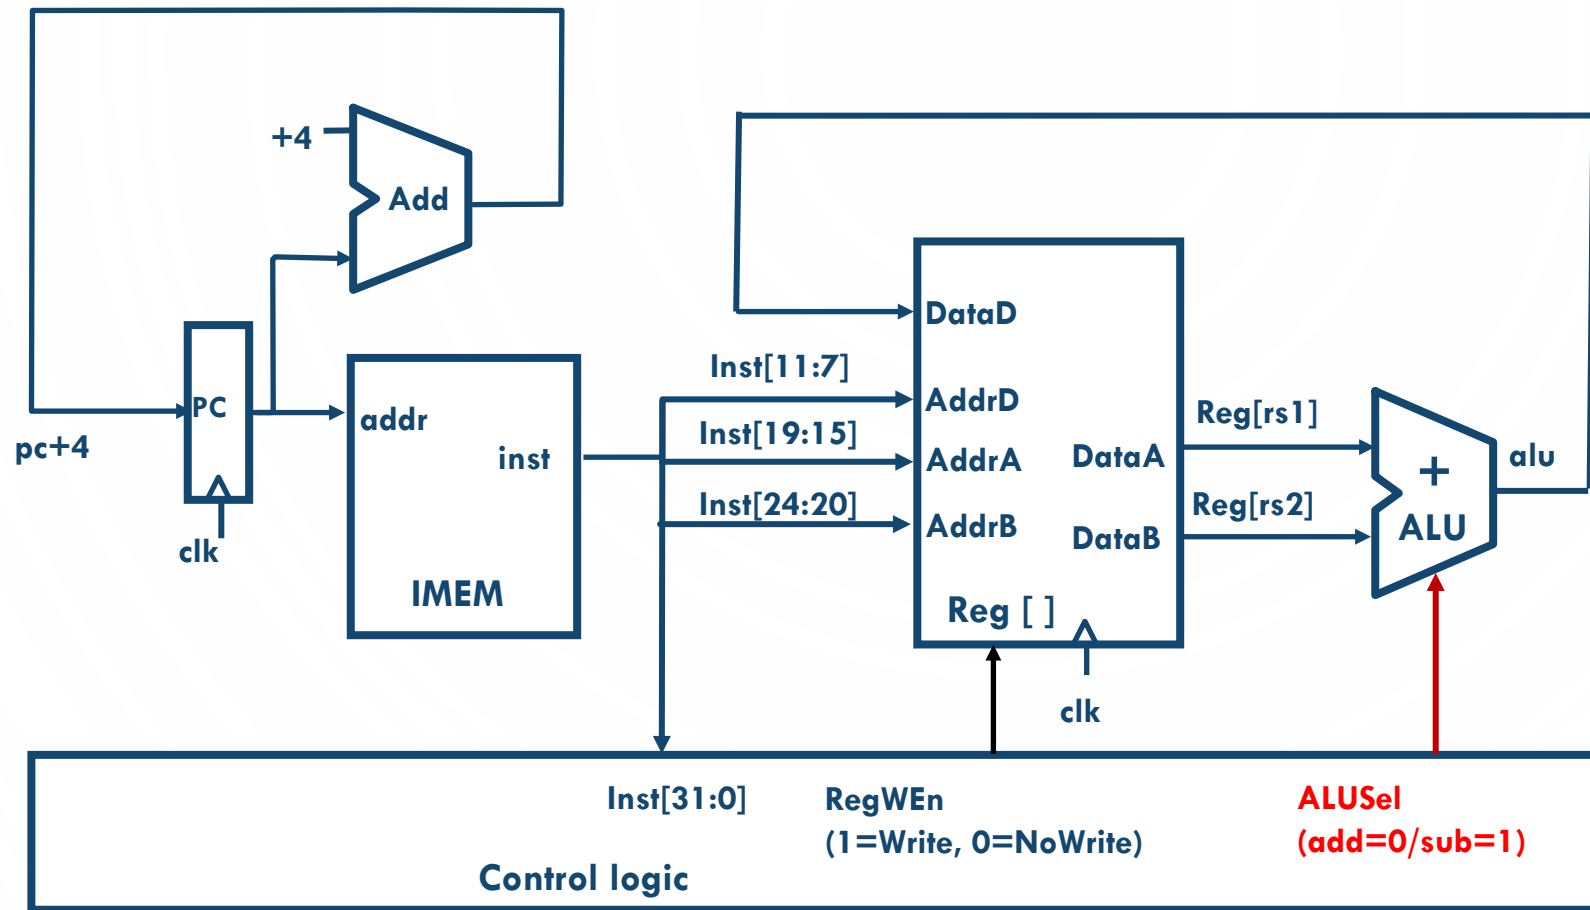 +4
Add
PC
pc+4
clk
addr
inst
IMEM
Inst[11:7]
Inst[19:15]
Inst[24:20]
DataD
AddrD
AddrA
AddrB
DataA
DataB
Reg [ ]
clk
Reg[rs1]
Reg[rs2]
+
ALU
alu
Inst[31:0]
RegWEn
(1=Write, 0=NoWrite)
ALUSel
(add=0/sub=1)
Control logic